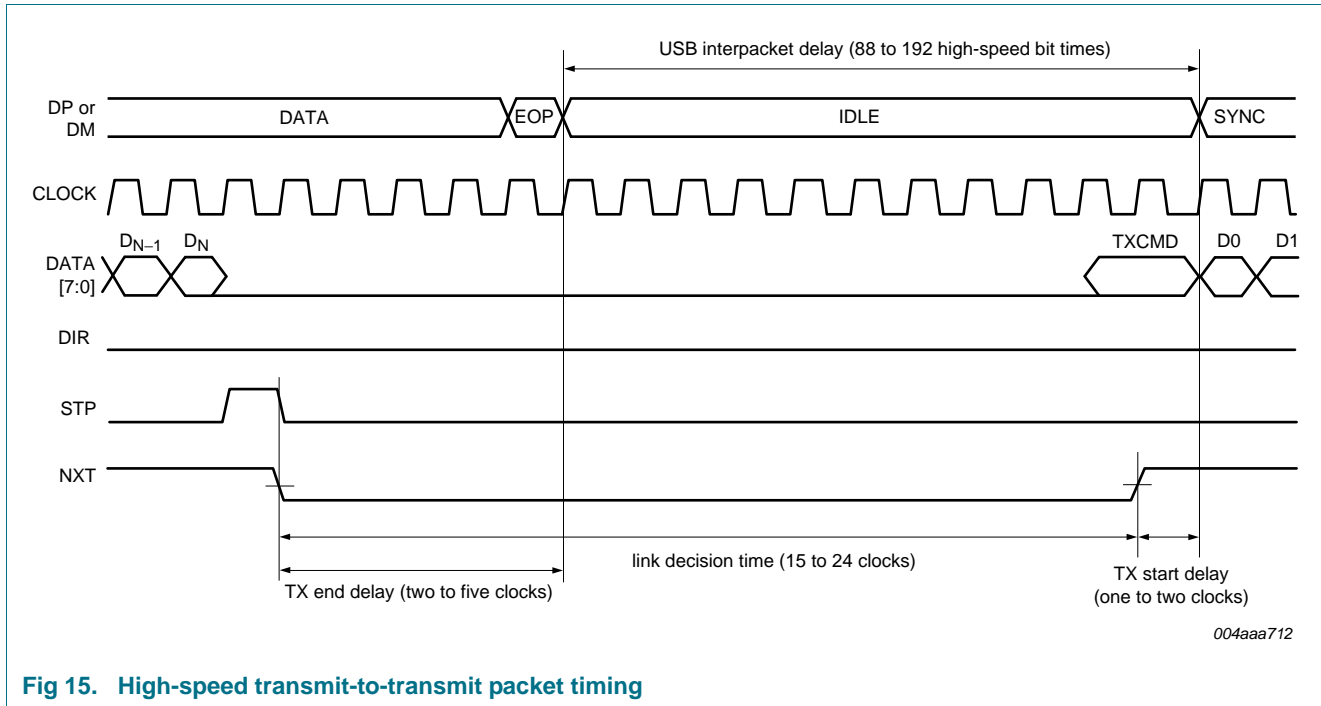 USB interpacket delay (88 to 192 high-speed bit times)
DP or
DM
DATA
EOP
IDLE
SYNC
CLOCK
DATA
[7:0]
DN−1
DN
TXCMD
D0
D1
DIR
STP
NXT
link decision time (15 to 24 clocks)
TX end delay (two to five clocks)
TX start delay
(one to two clocks)
004aaa712
Fig 15. High-speed transmit-to-transmit packet timing